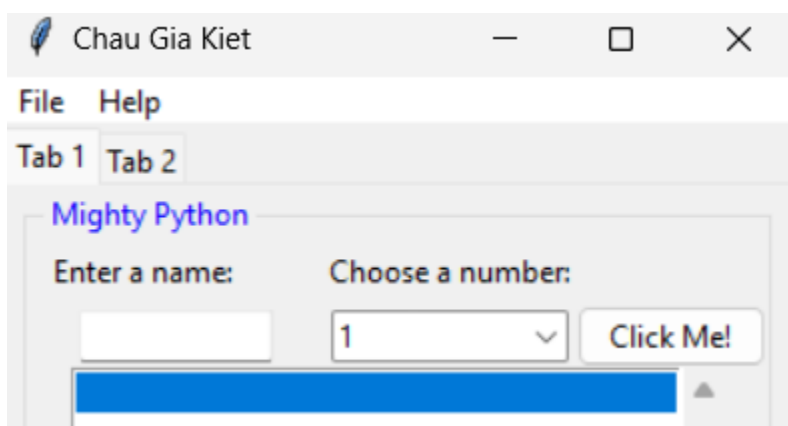 Chau Gia Kiet
File Help
Tab 1 Tab 2
Mighty Python
Enter a name: Choose a number:
1 Click Me!